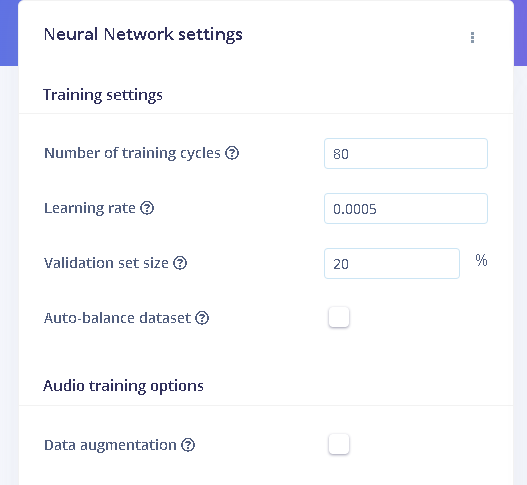 Neural Network settings
Training settings
Number of training cycles
80
Learning rate
0.0005
Validation set size
20 %
Auto-balance dataset
Audio training options
Data augmentation